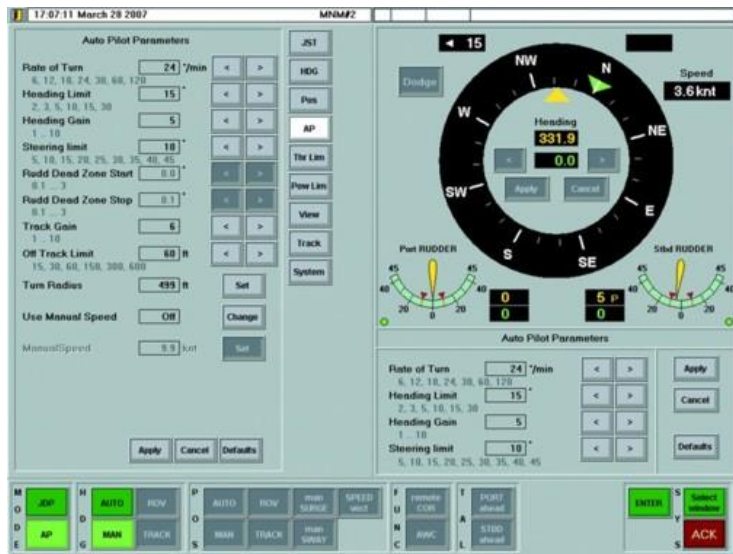 17:07:11 March 28 2007 MNM#2
Auto Pilot Parameters
Rate of Turn 24 °/min < >
6, 12, 18, 24, 30, 60, 120
Heading Limit 15 ° < >
2, 3, 5, 10, 15, 30
Heading Gain 5 < >
1 .. 10
Steering limit 10 ° < >
5, 10, 15, 20, 25, 30, 35, 40, 45
Rudd Dead Zone Start 0.0 ° < >
0.1 ... 3
Rudd Dead Zone Stop 0.1 ° < >
0.1 ... 3
Track Gain 6 < >
1 .. 10
Off Track Limit 60 ft < >
15, 30, 60, 150, 300, 600
Turn Radius 499 ft Set
Use Manual Speed Off Change
ManualSpeed 9.9 knt Set
Apply Cancel Defaults
JST
HDG
Pos
AP
Thr Lim
Pow Lim
View
Track
System
◄ 15
Dodge
Speed
3.6 knt
N
NE
E
SE
S
SW
W
NW
Heading
331.9
< 0.0 >
Apply Cancel
Port RUDDER
45 45
40 40
20 0 20
0
0
5 P
0
Stbd RUDDER
45 45
40 40
20 0 20
Auto Pilot Parameters
Rate of Turn 24 °/min < >
6, 12, 18, 24, 30, 60, 120
Heading Limit 15 ° < >
2, 3, 5, 10, 15, 30
Heading Gain 5 < >
1 .. 10
Steering limit 10 ° < >
5, 10, 15, 20, 25, 30, 35, 40, 45
Apply
Cancel
Defaults
MODE
JDP
AP
HDG
AUTO ROV
MAN TRACK
POS
AUTO ROV man SURGE SPEED vect
MAN TRACK man SWAY
FUNC
remote COR
AWC
TAL
PORT ahead
STBD ahead
ENTER
SYS
Select window
ACK